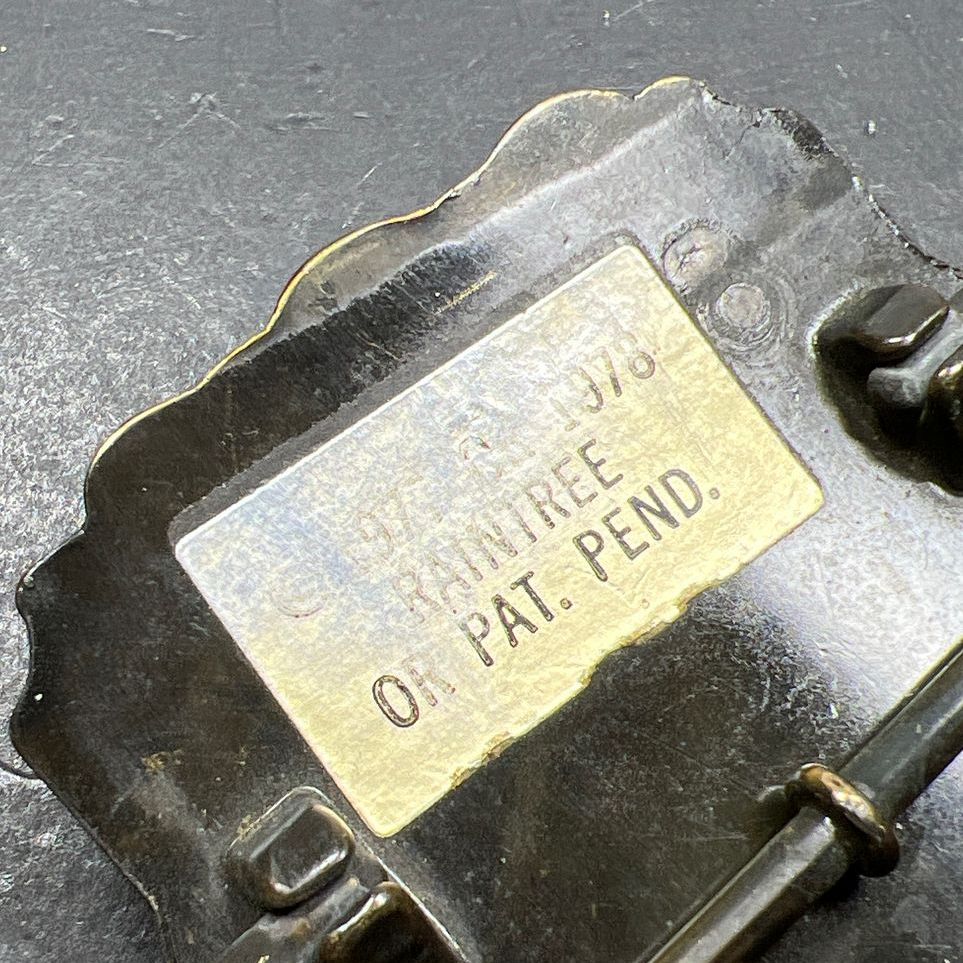 1978
RAINTREE
OR PAT. PEND.